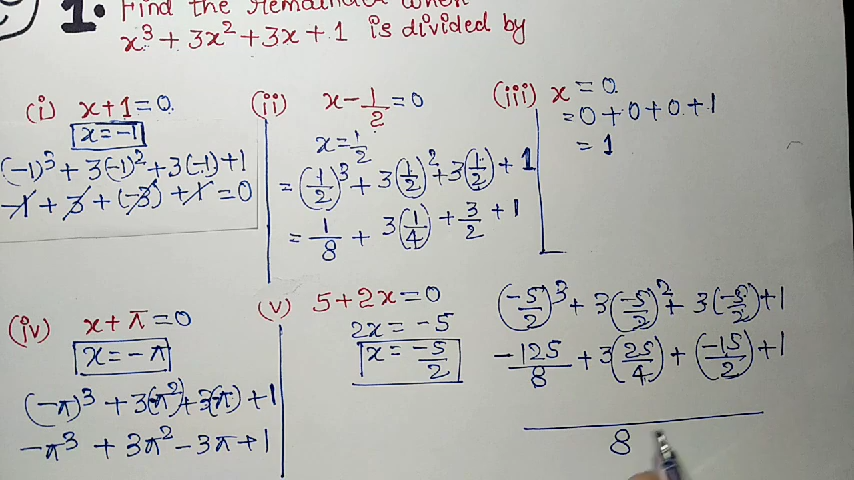 1. Find the Remainder when
x³ + 3x² + 3x + 1 is divided by
(i) x+1=0
x=-1
(-1)³ + 3(-1)² + 3(-1) + 1
-1 + 3 + (-3) + 1 = 0
(ii) x - 1/2 = 0
x = 1/2
= (1/2)³ + 3(1/2)² + 3(1/2) + 1
= 1/8 + 3(1/4) + 3/2 + 1
(iii) x = 0
= 0 + 0 + 0 + 1
= 1
(iv) x + π = 0
x = -π
(-π)³ + 3(-π²) + 3(-π) + 1
-π³ + 3π² - 3π + 1
(v) 5 + 2x = 0
2x = -5
x = -5/2
(-5/2)³ + 3(-5/2)² + 3(-5/2) + 1
-125/8 + 3(25/4) + (-15/2) + 1
8